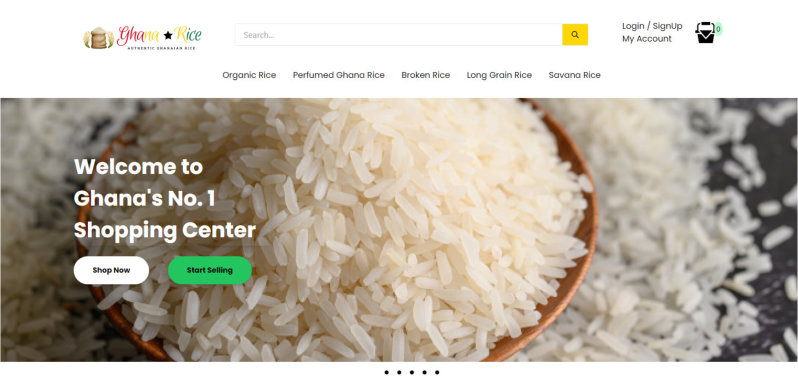 Ghana Rice
AUTHENTIC GHANAIAN RICE
Search...
Login / SignUp
My Account
0
Organic Rice
Perfumed Ghana Rice
Broken Rice
Long Grain Rice
Savana Rice
Welcome to
Ghana's No. 1
Shopping Center
Shop Now
Start Selling